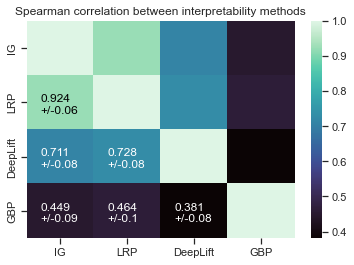 Spearman correlation between interpretability methods
IG
LRP
DeepLift
GBP
0.924
+/-0.06
0.711
+/-0.08
0.728
+/-0.08
0.449
+/-0.09
0.464
+/-0.1
0.381
+/-0.08
IG
LRP
DeepLift
GBP
1.0
0.9
0.8
0.7
0.6
0.5
0.4